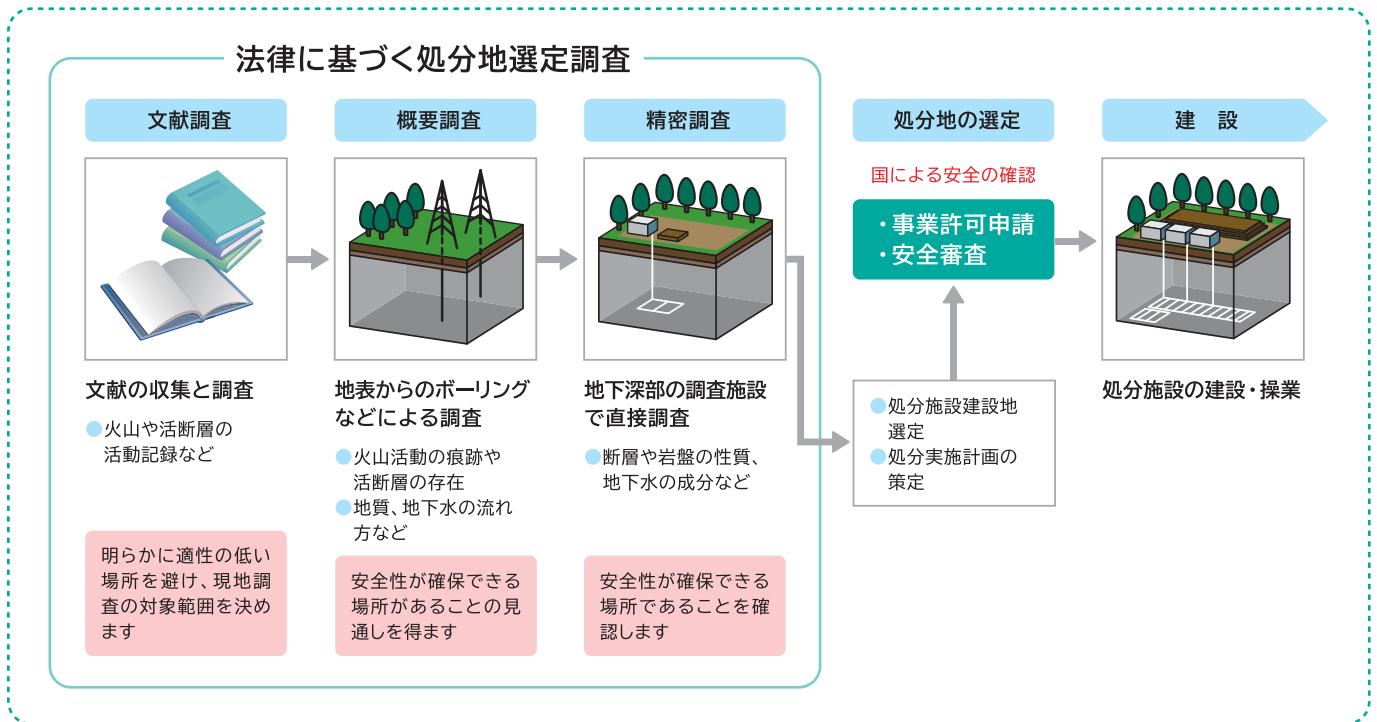 法律に基づく処分地選定調査
文献調査
文献の収集と調査
●火山や活断層の
活動記録など
明らかに適性の低い
場所を避け、現地調
査の対象範囲を決め
ます
概要調査
地表からのボーリング
などによる調査
●火山活動の痕跡や
活断層の存在
●地質、地下水の流れ
方など
安全性が確保できる
場所があることの見
通しを得ます
精密調査
地下深部の調査施設
で直接調査
●断層や岩盤の性質、
地下水の成分など
安全性が確保できる
場所であることを確
認します
処分地の選定
国による安全の確認
・事業許可申請
・安全審査
●処分施設建設地
選定
●処分実施計画の
策定
建　設
処分施設の建設・操業